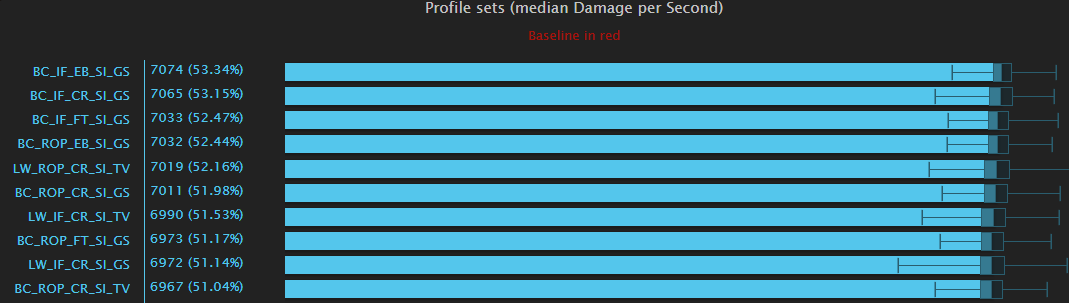 Profile sets (median Damage per Second)
Baseline in red
BC_IF_EB_SI_GS 7074 (53.34%)
BC_IF_CR_SI_GS 7065 (53.15%)
BC_IF_FT_SI_GS 7033 (52.47%)
BC_ROP_EB_SI_GS 7032 (52.44%)
LW_ROP_CR_SI_TV 7019 (52.16%)
BC_ROP_CR_SI_GS 7011 (51.98%)
LW_IF_CR_SI_TV 6990 (51.53%)
BC_ROP_FT_SI_GS 6973 (51.17%)
LW_IF_CR_SI_GS 6972 (51.14%)
BC_ROP_CR_SI_TV 6967 (51.04%)